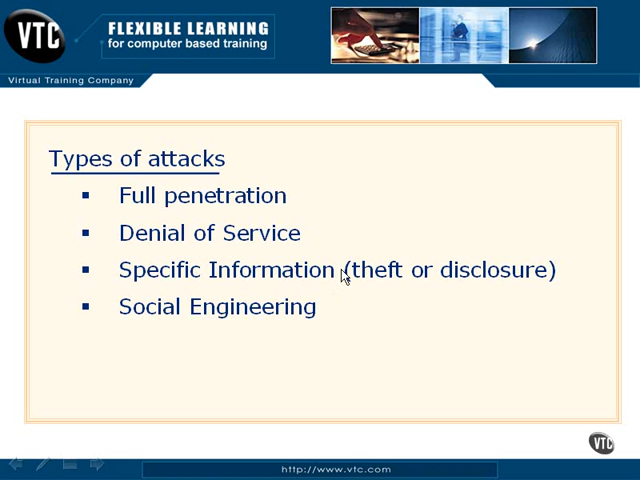 VTC
FLEXIBLE LEARNING
for computer based training
Virtual Training Company
Types of attacks
▪ Full penetration
▪ Denial of Service
▪ Specific Information (theft or disclosure)
▪ Social Engineering
VTC
http://www.vtc.com